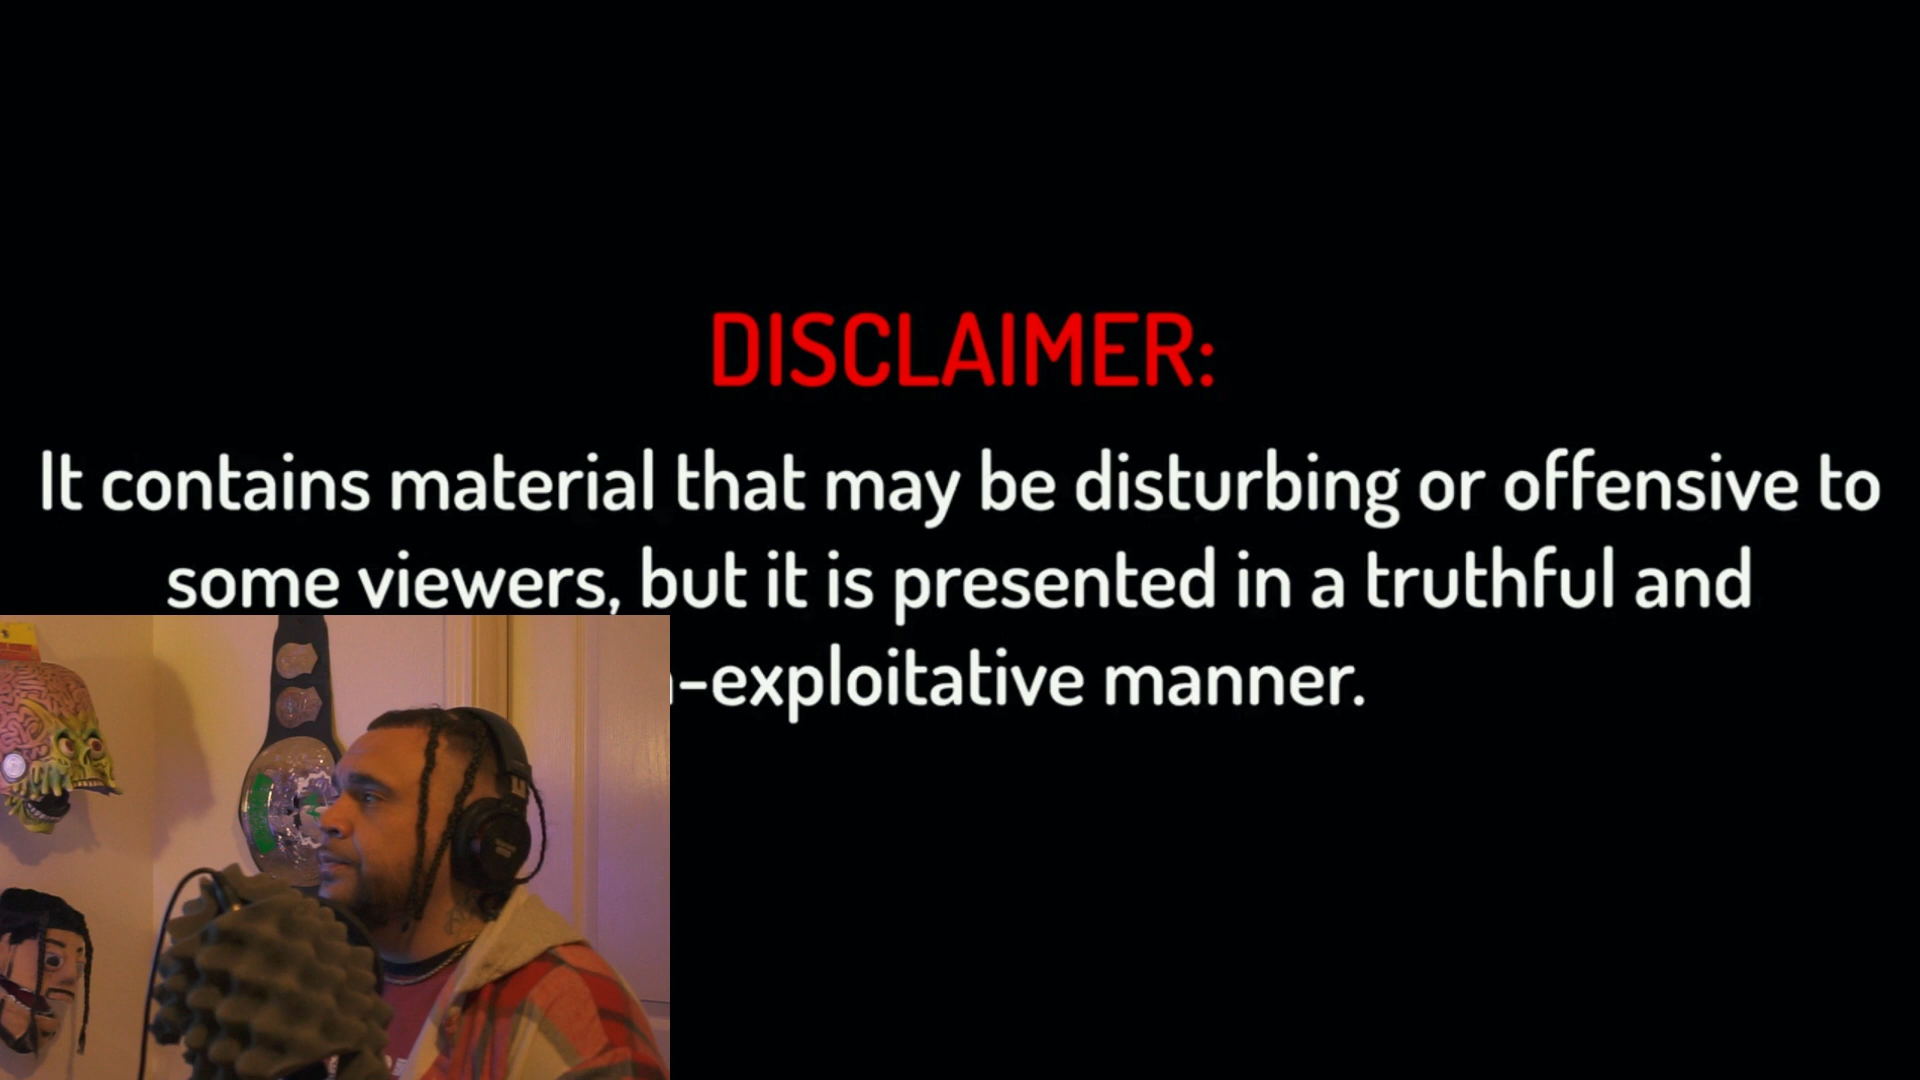 DISCLAIMER:
It contains material that may be disturbing or offensive to
some viewers, but it is presented in a truthful and
-exploitative manner.